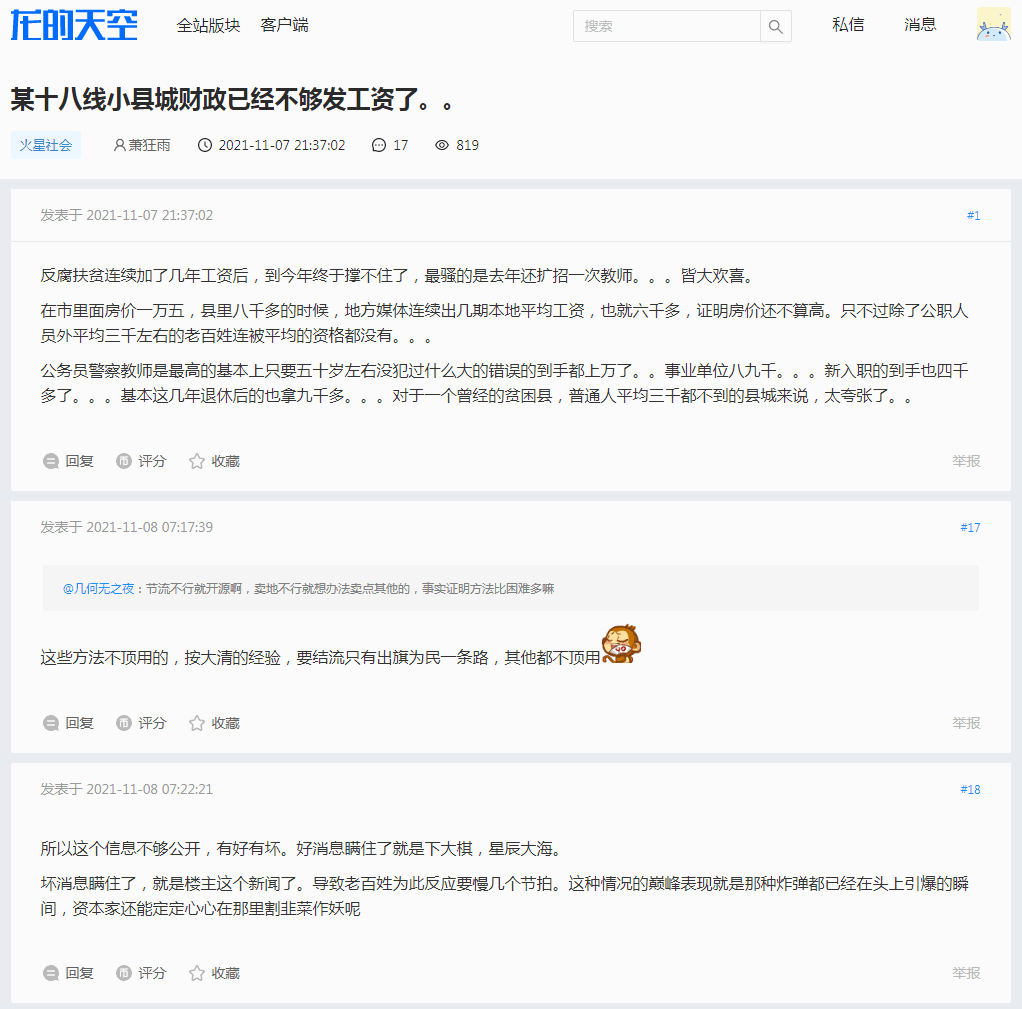 龙的天空 全站版块 客户端 搜索 私信 消息
某十八线小县城财政已经不够发工资了。。
火星社会 萧狂雨 2021-11-07 21:37:02 17 819
发表于 2021-11-07 21:37:02 #1
反腐扶贫连续加了几年工资后，到今年终于撑不住了，最骚的是去年还扩招一次教师。。。皆大欢喜。
在市里面房价一万五，县里八千多的时候，地方媒体连续出几期本地平均工资，也就六千多，证明房价还不算高。只不过除了公职人
员外平均三千左右的老百姓连被平均的资格都没有。。。
公务员警察教师是最高的基本上只要五十岁左右没犯过什么大的错误的到手都上万了。。事业单位八九千。。。新入职的到手也四千
多了。。。基本这几年退休后的也拿九千多。。。对于一个曾经的贫困县，普通人平均三千都不到的县城来说，太夸张了。。
回复 评分 收藏 举报
发表于 2021-11-08 07:17:39 #17
@几何无之夜：节流不行就开源啊，卖地不行就想办法卖点其他的，事实证明方法比困难多嘛
这些方法不顶用的，按大清的经验，要结流只有出旗为民一条路，其他都不顶用
回复 评分 收藏 举报
发表于 2021-11-08 07:22:21 #18
所以这个信息不够公开，有好有坏。好消息瞒住了就是下大棋，星辰大海。
坏消息瞒住了，就是楼主这个新闻了。导致老百姓为此反应要慢几个节拍。这种情况的巅峰表现就是那种炸弹都已经在头上引爆的瞬
间，资本家还能定定心心在那里割韭菜作妖呢
回复 评分 收藏 举报